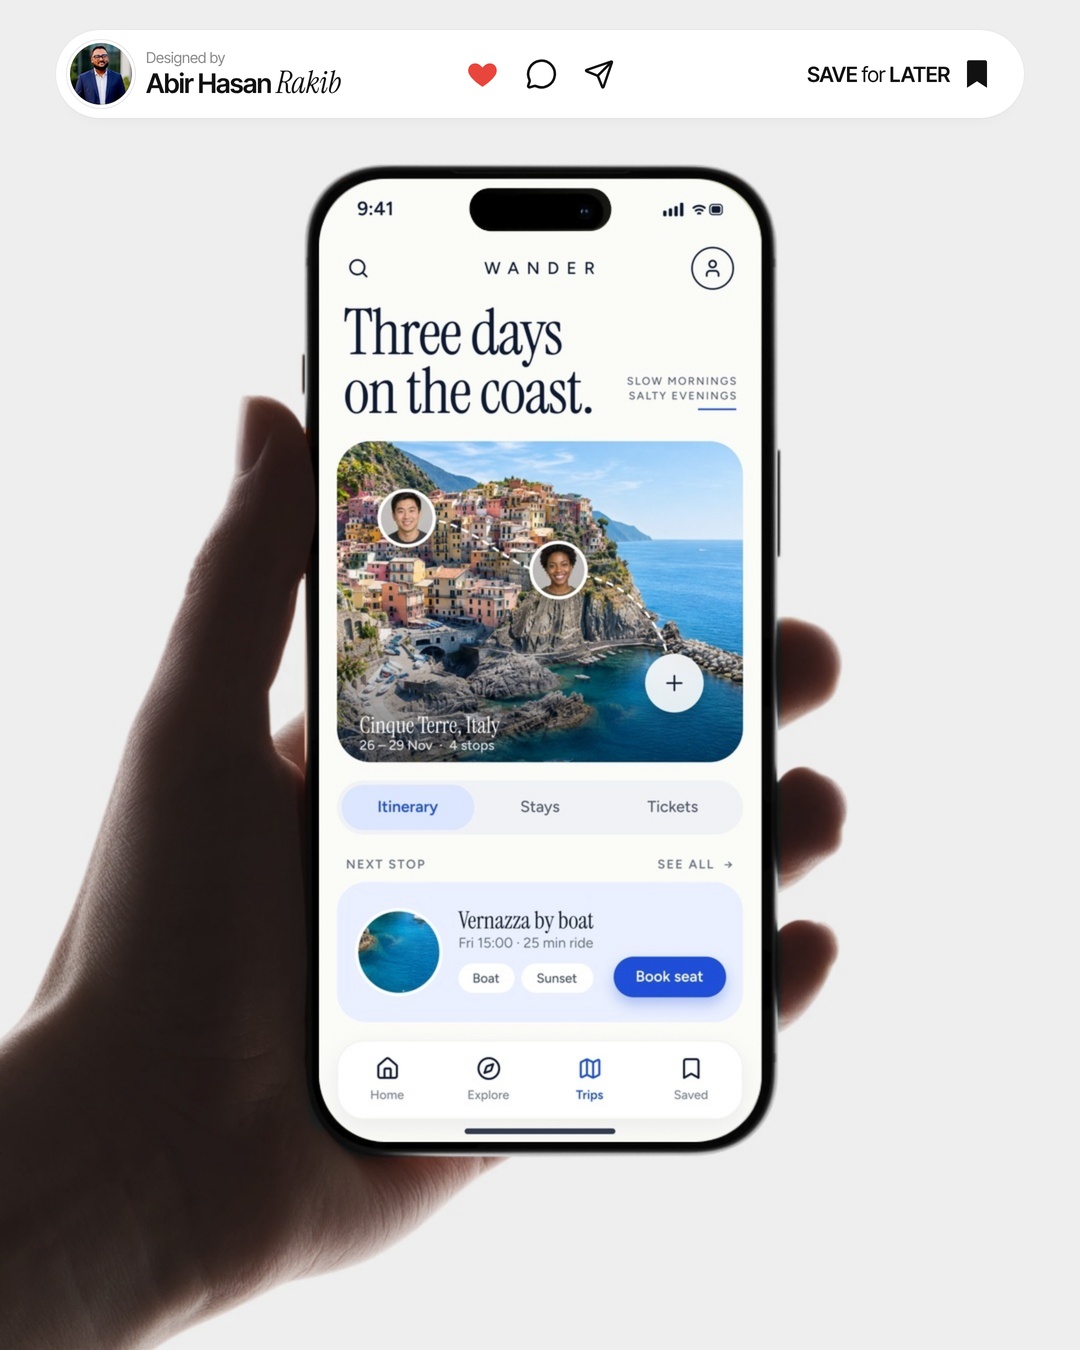 Designed by
Abir Hasan Rakib
SAVE for LATER
9:41
WANDER
Three days
on the coast.
SLOW MORNINGS
SALTY EVENINGS
Cinque Terre, Italy
26 – 29 Nov · 4 stops
Itinerary
Stays
Tickets
NEXT STOP
SEE ALL →
Vernazza by boat
Fri 15:00 · 25 min ride
Boat
Sunset
Book seat
Home
Explore
Trips
Saved